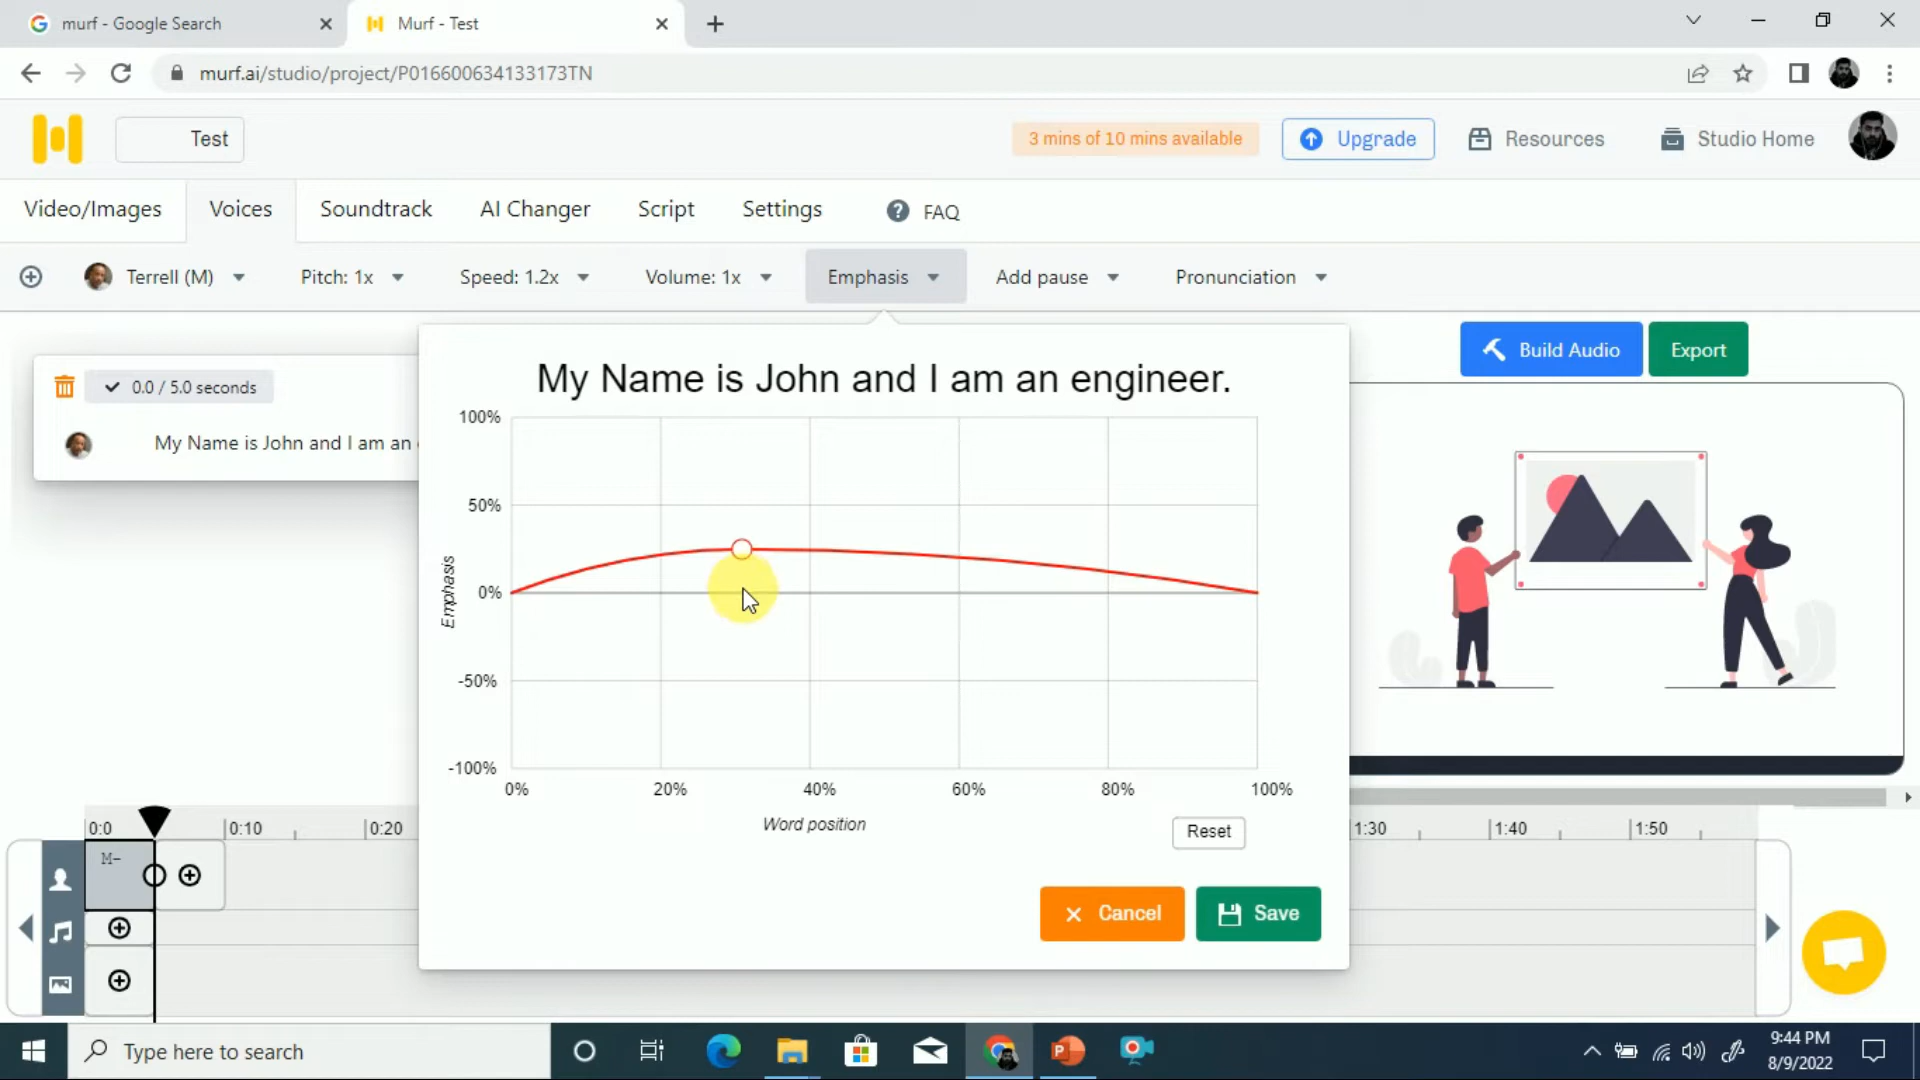 murf - Google Search
Murf - Test
murf.ai/studio/project/P016600634133173TN
Test
3 mins of 10 mins available
Upgrade
Resources
Studio Home
Video/Images
Voices
Soundtrack
AI Changer
Script
Settings
FAQ
Terrell (M)
Pitch: 1x
Speed: 1.2x
Volume: 1x
Emphasis
Add pause
Pronunciation
Build Audio
Export
0.0 / 5.0 seconds
My Name is John and I am an
My Name is John and I am an engineer.
100%
50%
0%
-50%
-100%
Emphasis
0%
20%
40%
60%
80%
100%
Word position
Reset
Cancel
Save
0:0
0:10
0:20
1:30
1:40
1:50
M-
Type here to search
9:44 PM
8/9/2022